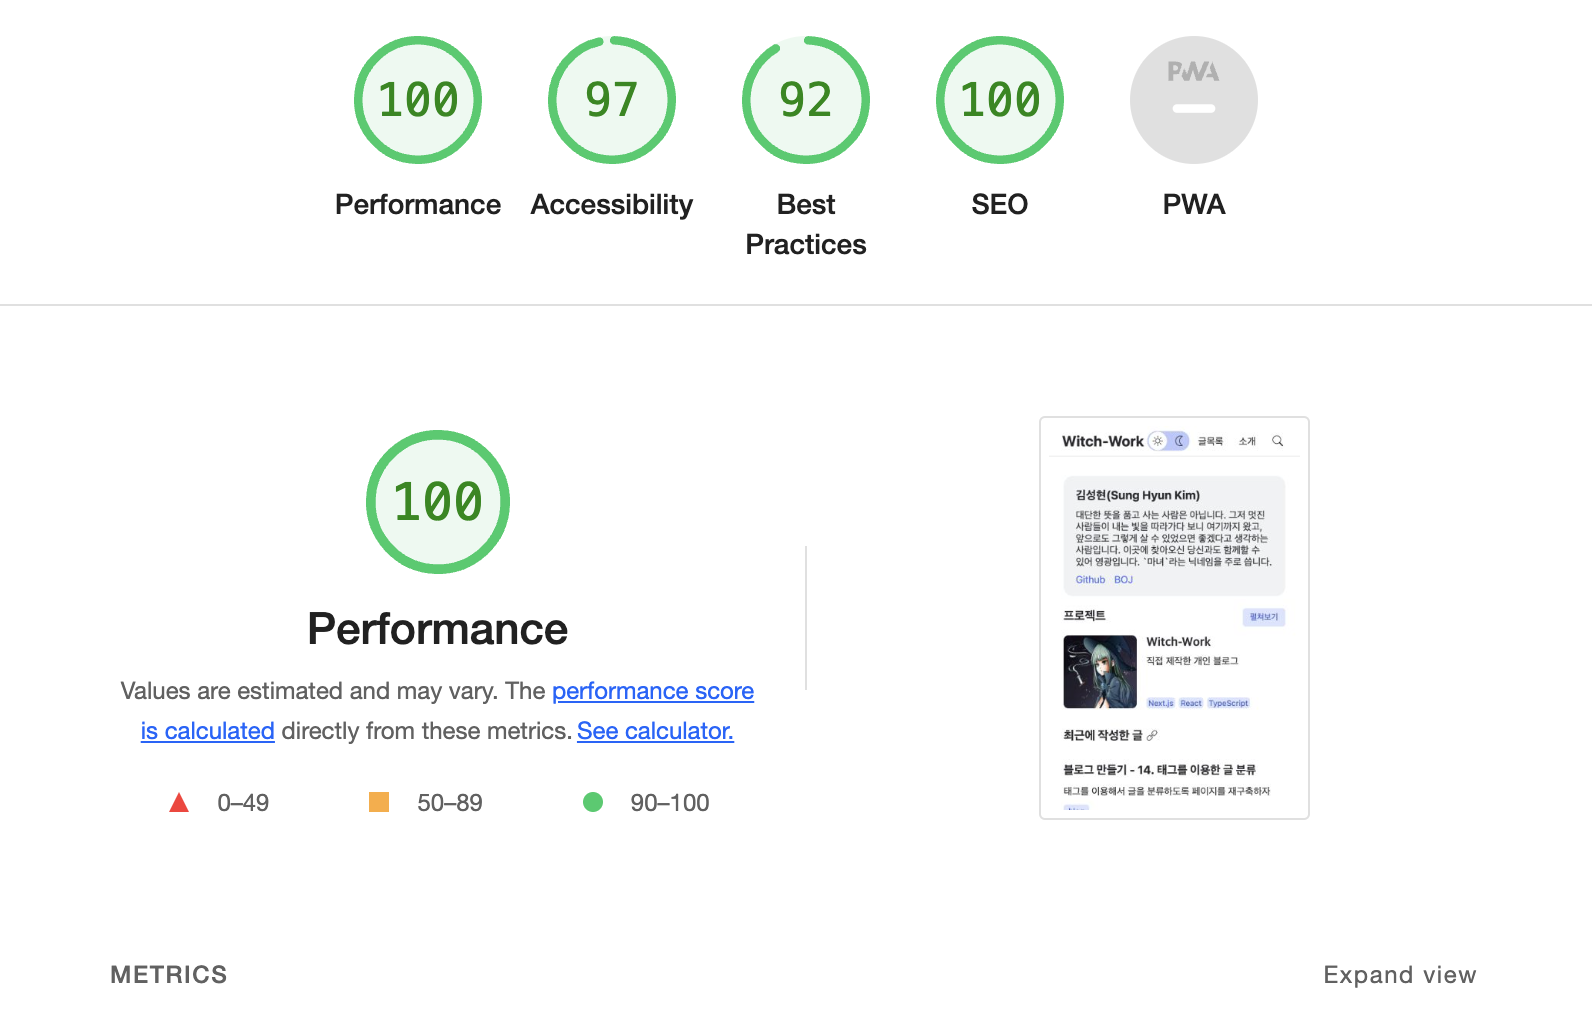 100
97
92
100
PWA
Performance
Accessibility
Best
Practices
SEO
PWA
100
Performance
Values are estimated and may vary. The performance score
is calculated directly from these metrics. See calculator.
0–49
50–89
90–100
Witch-Work 글목록 소개
김성현(Sung Hyun Kim)
대단한 뜻을 품고 사는 사람은 아닙니다. 그저 멋진
사람들이 내는 빛을 따라가다 보니 여기까지 왔고,
앞으로도 그렇게 살 수 있었으면 좋겠다고 생각하는
사람입니다. 이곳에 찾아오신 당신과도 함께할 수
있어 영광입니다. `마녀`라는 닉네임을 주로 씁니다.
Github BOJ
프로젝트 펼쳐보기
Witch-Work
직접 제작한 개인 블로그
Next.js React TypeScript
최근에 작성한 글
블로그 만들기 - 14. 태그를 이용한 글 분류
태그를 이용해서 글을 분류하도록 페이지를 재구축하자
METRICS
Expand view